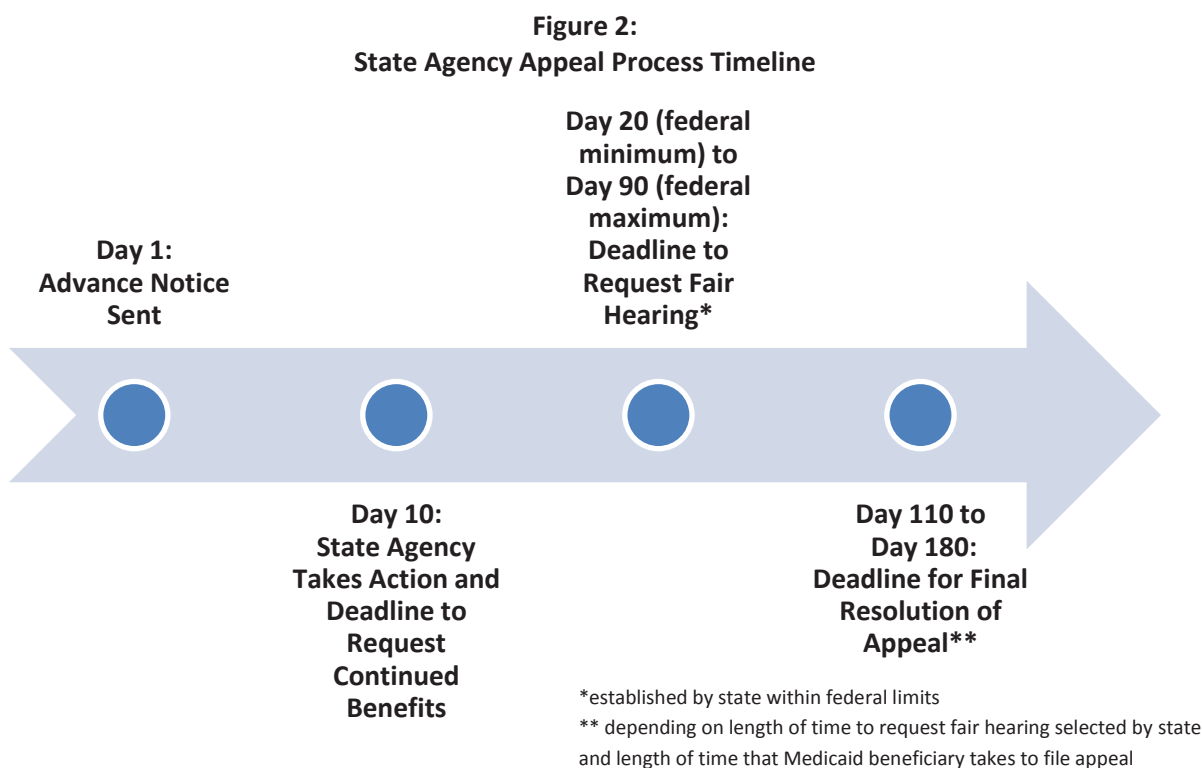 Figure 2:
State Agency Appeal Process Timeline
Day 1:
Advance Notice
Sent
Day 10:
State Agency
Takes Action and
Deadline to
Request
Continued
Benefits
Day 20 (federal
minimum) to
Day 90 (federal
maximum):
Deadline to
Request Fair
Hearing*
Day 110 to
Day 180:
Deadline for Final
Resolution of
Appeal**
*established by state within federal limits
** depending on length of time to request fair hearing selected by state
and length of time that Medicaid beneficiary takes to file appeal